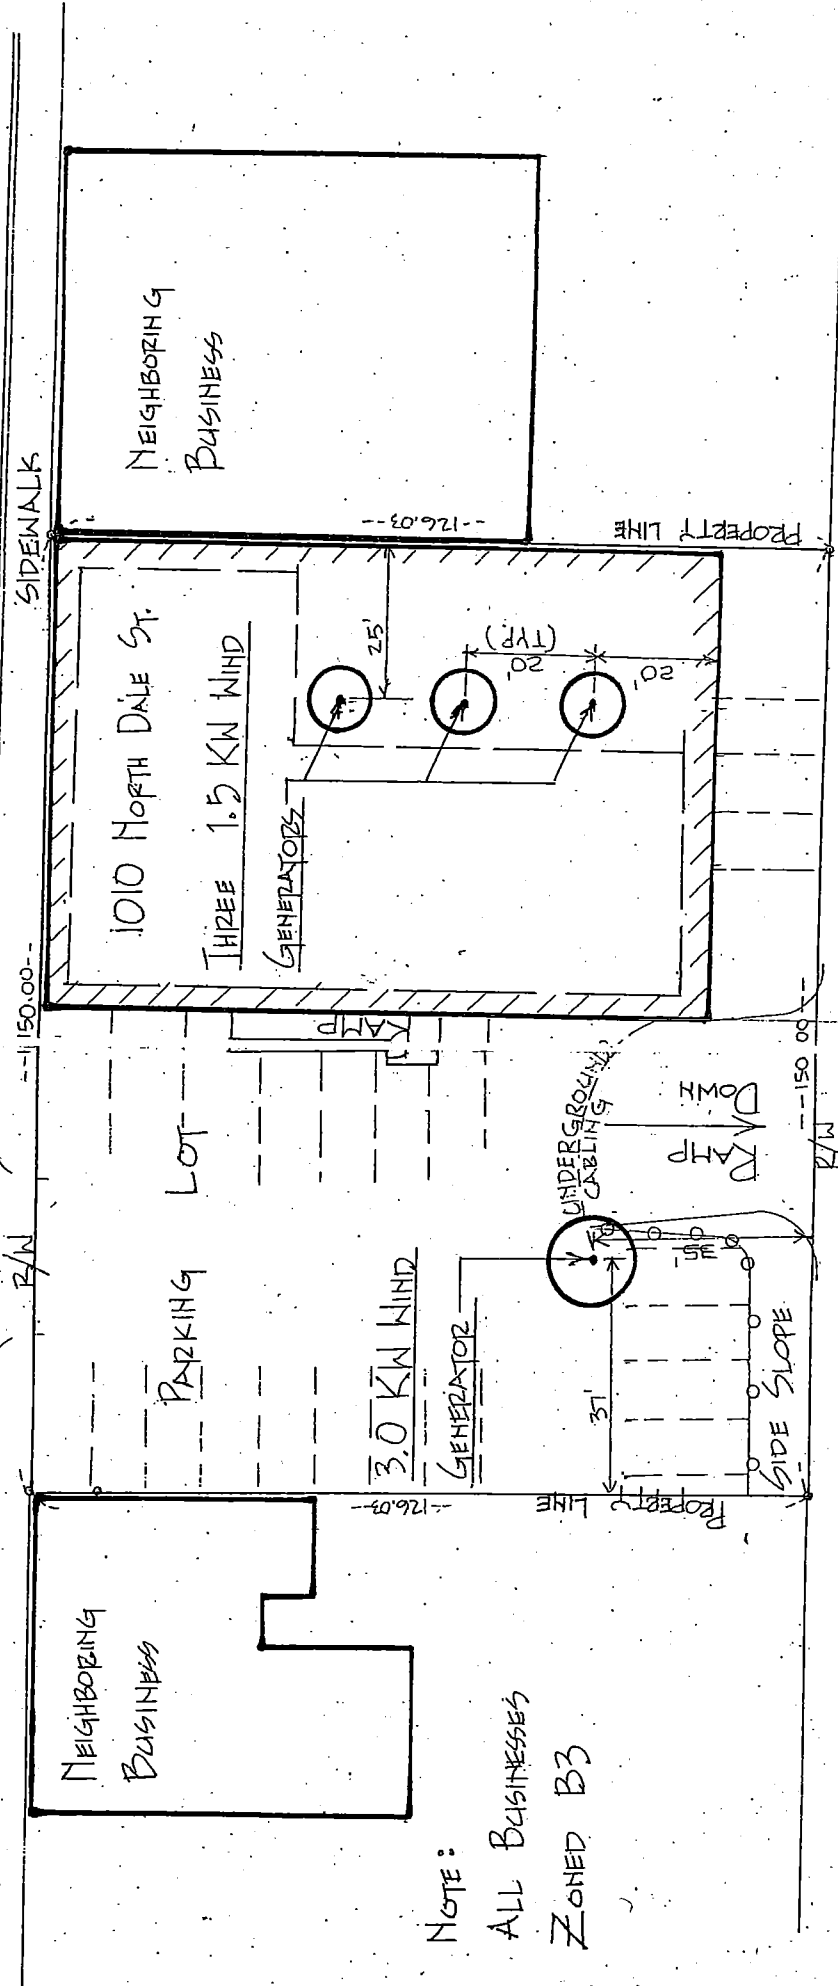 SIDEWALK
NEIGHBORING
BUSINESS
--126.03--
PROPERTY LINE
1010 NORTH DALE ST.
THREE 1.5 KW WIND
GENERATORS
25'
20'
(TYP.)
20'
--150.00--
R/W
RAMP
PARKING LOT
UNDERGROUND
CABLING
RAMP
DOWN
--150.00--
R/W
3.0 KW WIND
GENERATOR
35'
37'
SIDE SLOPE
--126.03--
PROPERTY LINE
NEIGHBORING
BUSINESS
NOTE:
ALL BUSINESSES
ZONED B3